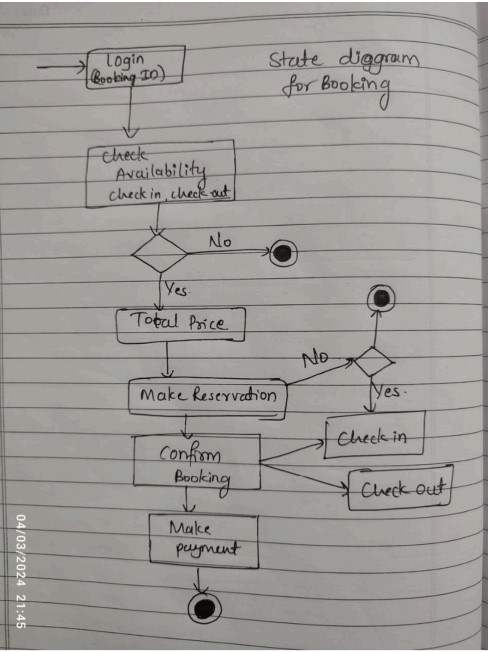 State diagram
for Booking
Login
(Booking ID)
Check
Availability
check in, check out
No
Yes.
Total Price
No
Make Reservation
Yes.
Check in
Confirm
Booking
Check out
Make
payment
04/03/2024 21:45